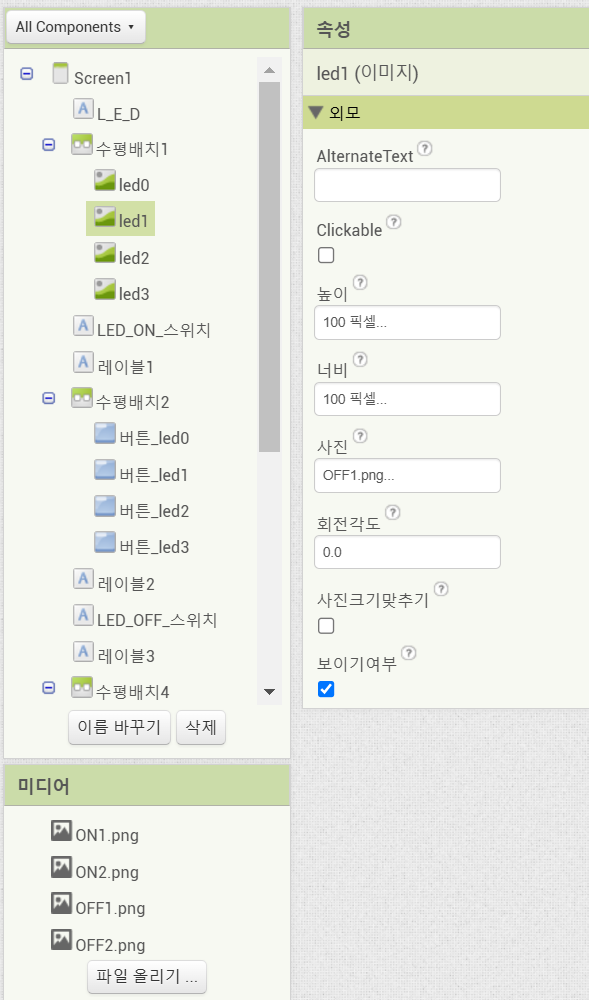 All Components
Screen1
L_E_D
수평배치1
led0
led1
led2
led3
LED_ON_스위치
레이블1
수평배치2
버튼_led0
버튼_led1
버튼_led2
버튼_led3
레이블2
LED_OFF_스위치
레이블3
수평배치4
이름 바꾸기 삭제
미디어
ON1.png
ON2.png
OFF1.png
OFF2.png
파일 올리기 ...
속성
led1 (이미지)
외모
AlternateText ?
Clickable ?
높이 ?
100 픽셀...
너비 ?
100 픽셀...
사진 ?
OFF1.png...
회전각도 ?
0.0
사진크기맞추기 ?
보이기여부 ?